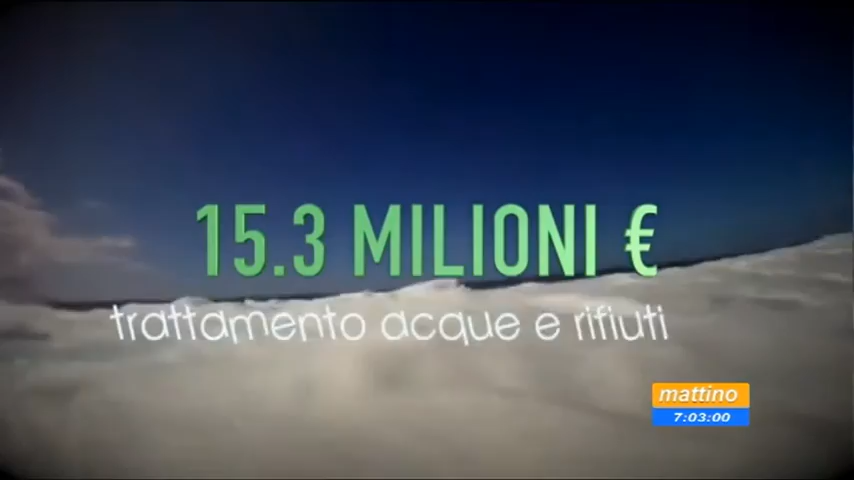 15.3 MILIONI €
trattamento acque e rifiuti
mattino
7:03:00